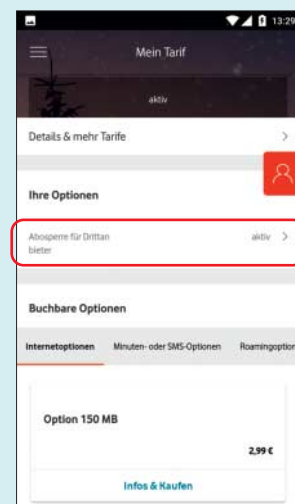 13:29
Mein Tarif
aktiv
Details & mehr Tarife
Ihre Optionen
Abosperre für Drittan
bieter
aktiv
Buchbare Optionen
Internetoptionen Minuten- oder SMS-Optionen Roamingoption
Option 150 MB
2,99 €
Infos & Kaufen